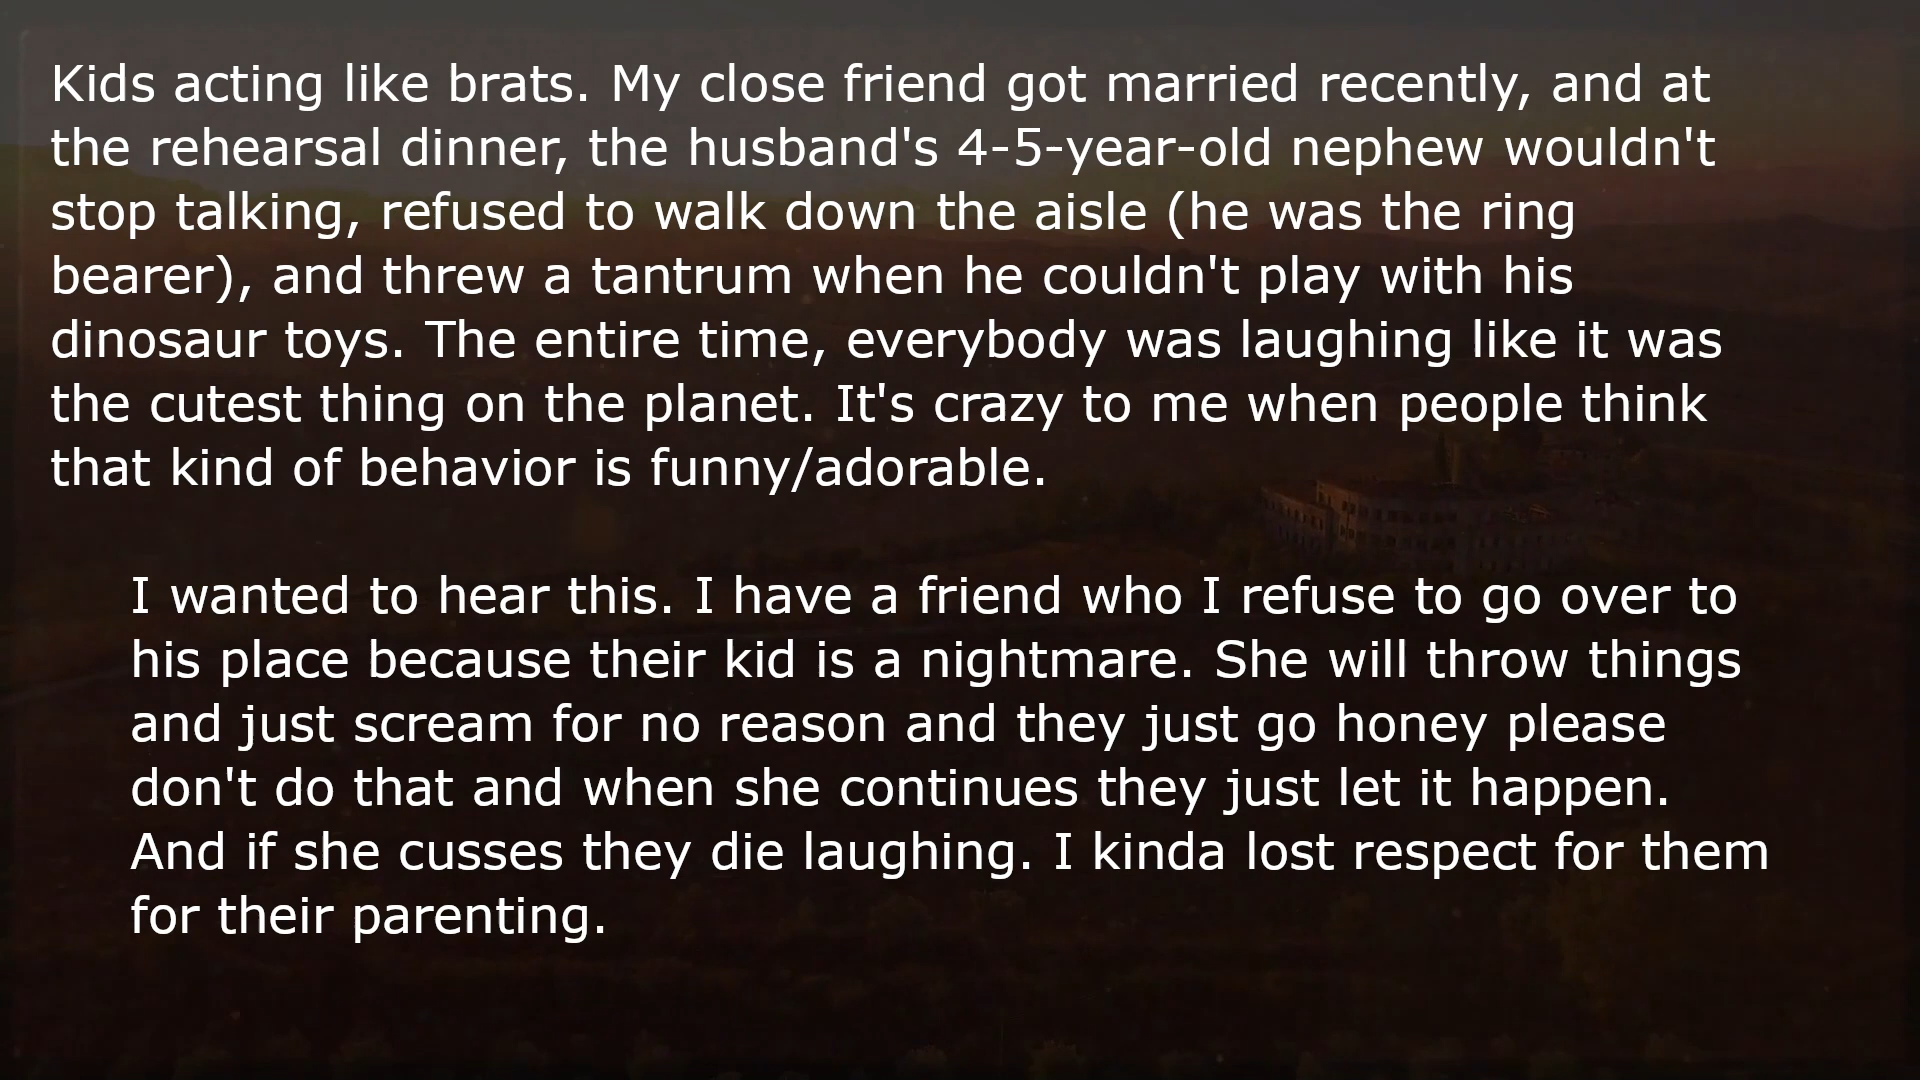 Kids acting like brats. My close friend got married recently, and at
the rehearsal dinner, the husband's 4-5-year-old nephew wouldn't
stop talking, refused to walk down the aisle (he was the ring
bearer), and threw a tantrum when he couldn't play with his
dinosaur toys. The entire time, everybody was laughing like it was
the cutest thing on the planet. It's crazy to me when people think
that kind of behavior is funny/adorable.
I wanted to hear this. I have a friend who I refuse to go over to
his place because their kid is a nightmare. She will throw things
and just scream for no reason and they just go honey please
don't do that and when she continues they just let it happen.
And if she cusses they die laughing. I kinda lost respect for them
for their parenting.